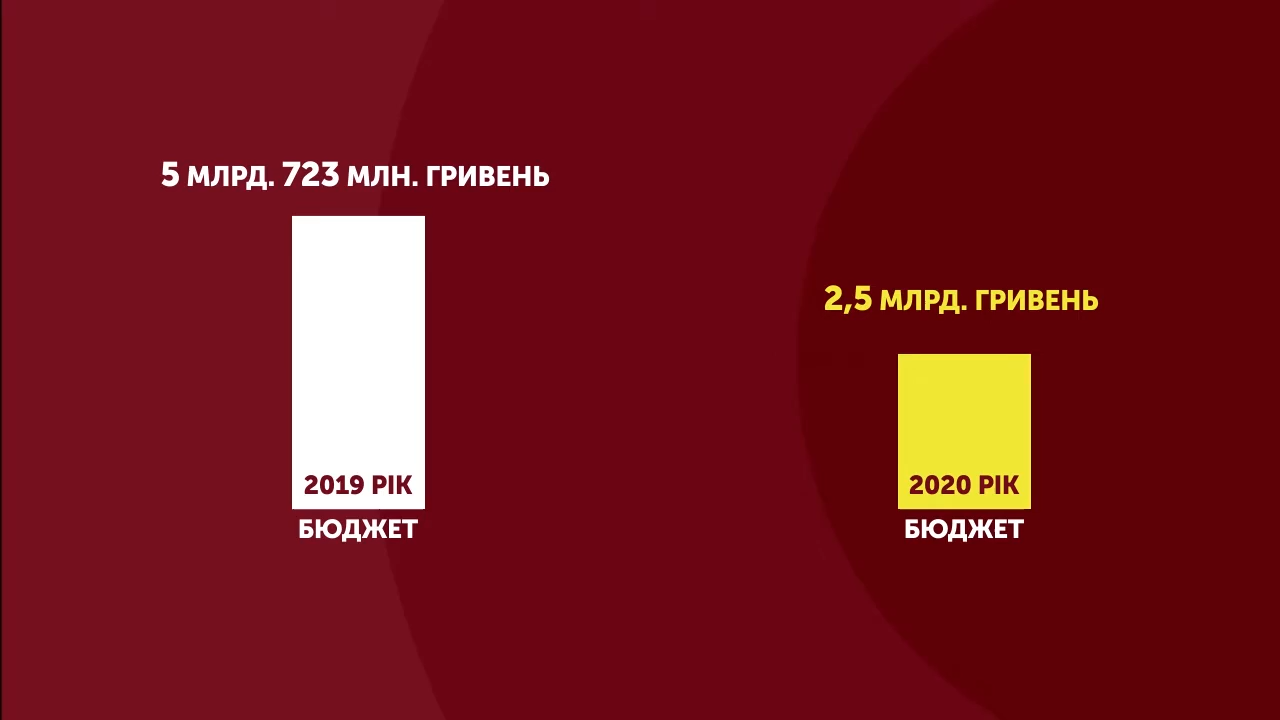 5 МЛРД. 723 МЛН. ГРИВЕНЬ
2019 РІК
БЮДЖЕТ
2,5 МЛРД. ГРИВЕНЬ
2020 РІК
БЮДЖЕТ